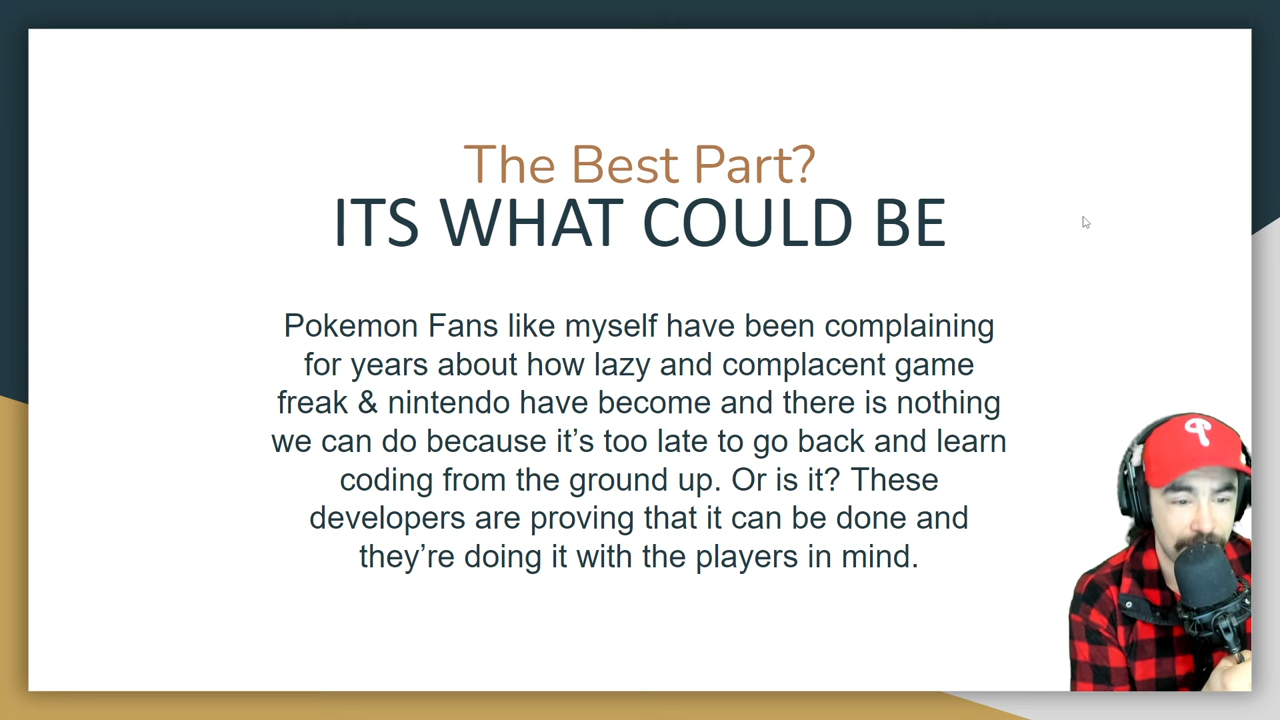 The Best Part?
ITS WHAT COULD BE
Pokemon Fans like myself have been complaining
for years about how lazy and complacent game
freak & nintendo have become and there is nothing
we can do because it’s too late to go back and learn
coding from the ground up. Or is it? These
developers are proving that it can be done and
they’re doing it with the players in mind.
P